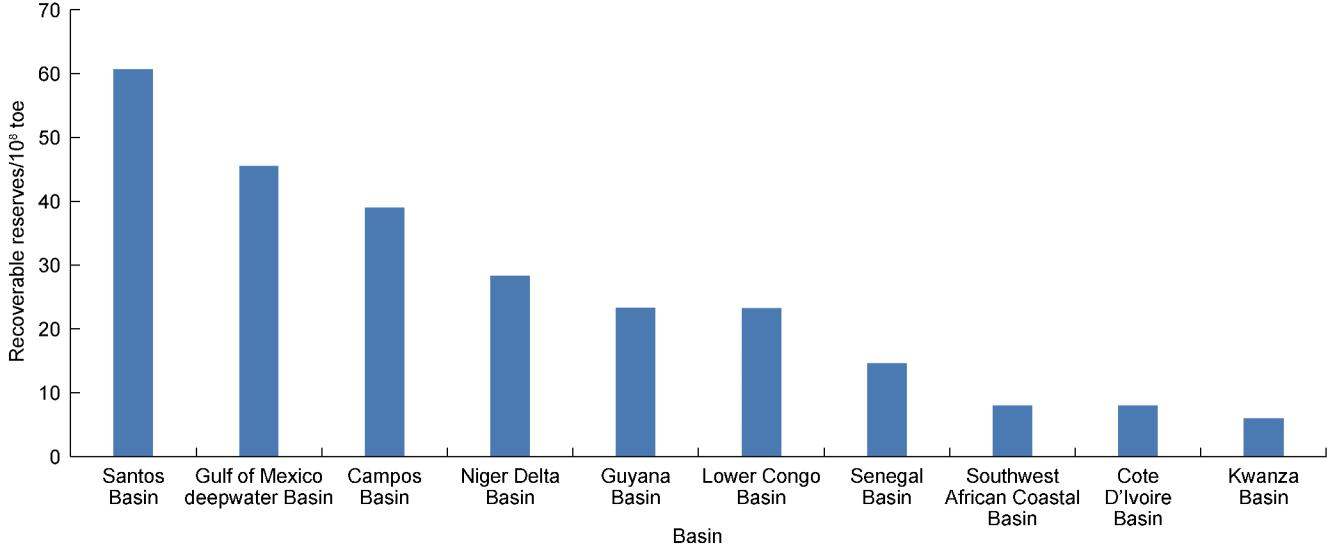 Recoverable reserves/10⁸ toe
70
60
50
40
30
20
10
0
Santos
Basin
Gulf of Mexico
deepwater Basin
Campos
Basin
Niger Delta
Basin
Guyana
Basin
Lower Congo
Basin
Senegal
Basin
Southwest
African Coastal
Basin
Cote
D'Ivoire
Basin
Kwanza
Basin
Basin